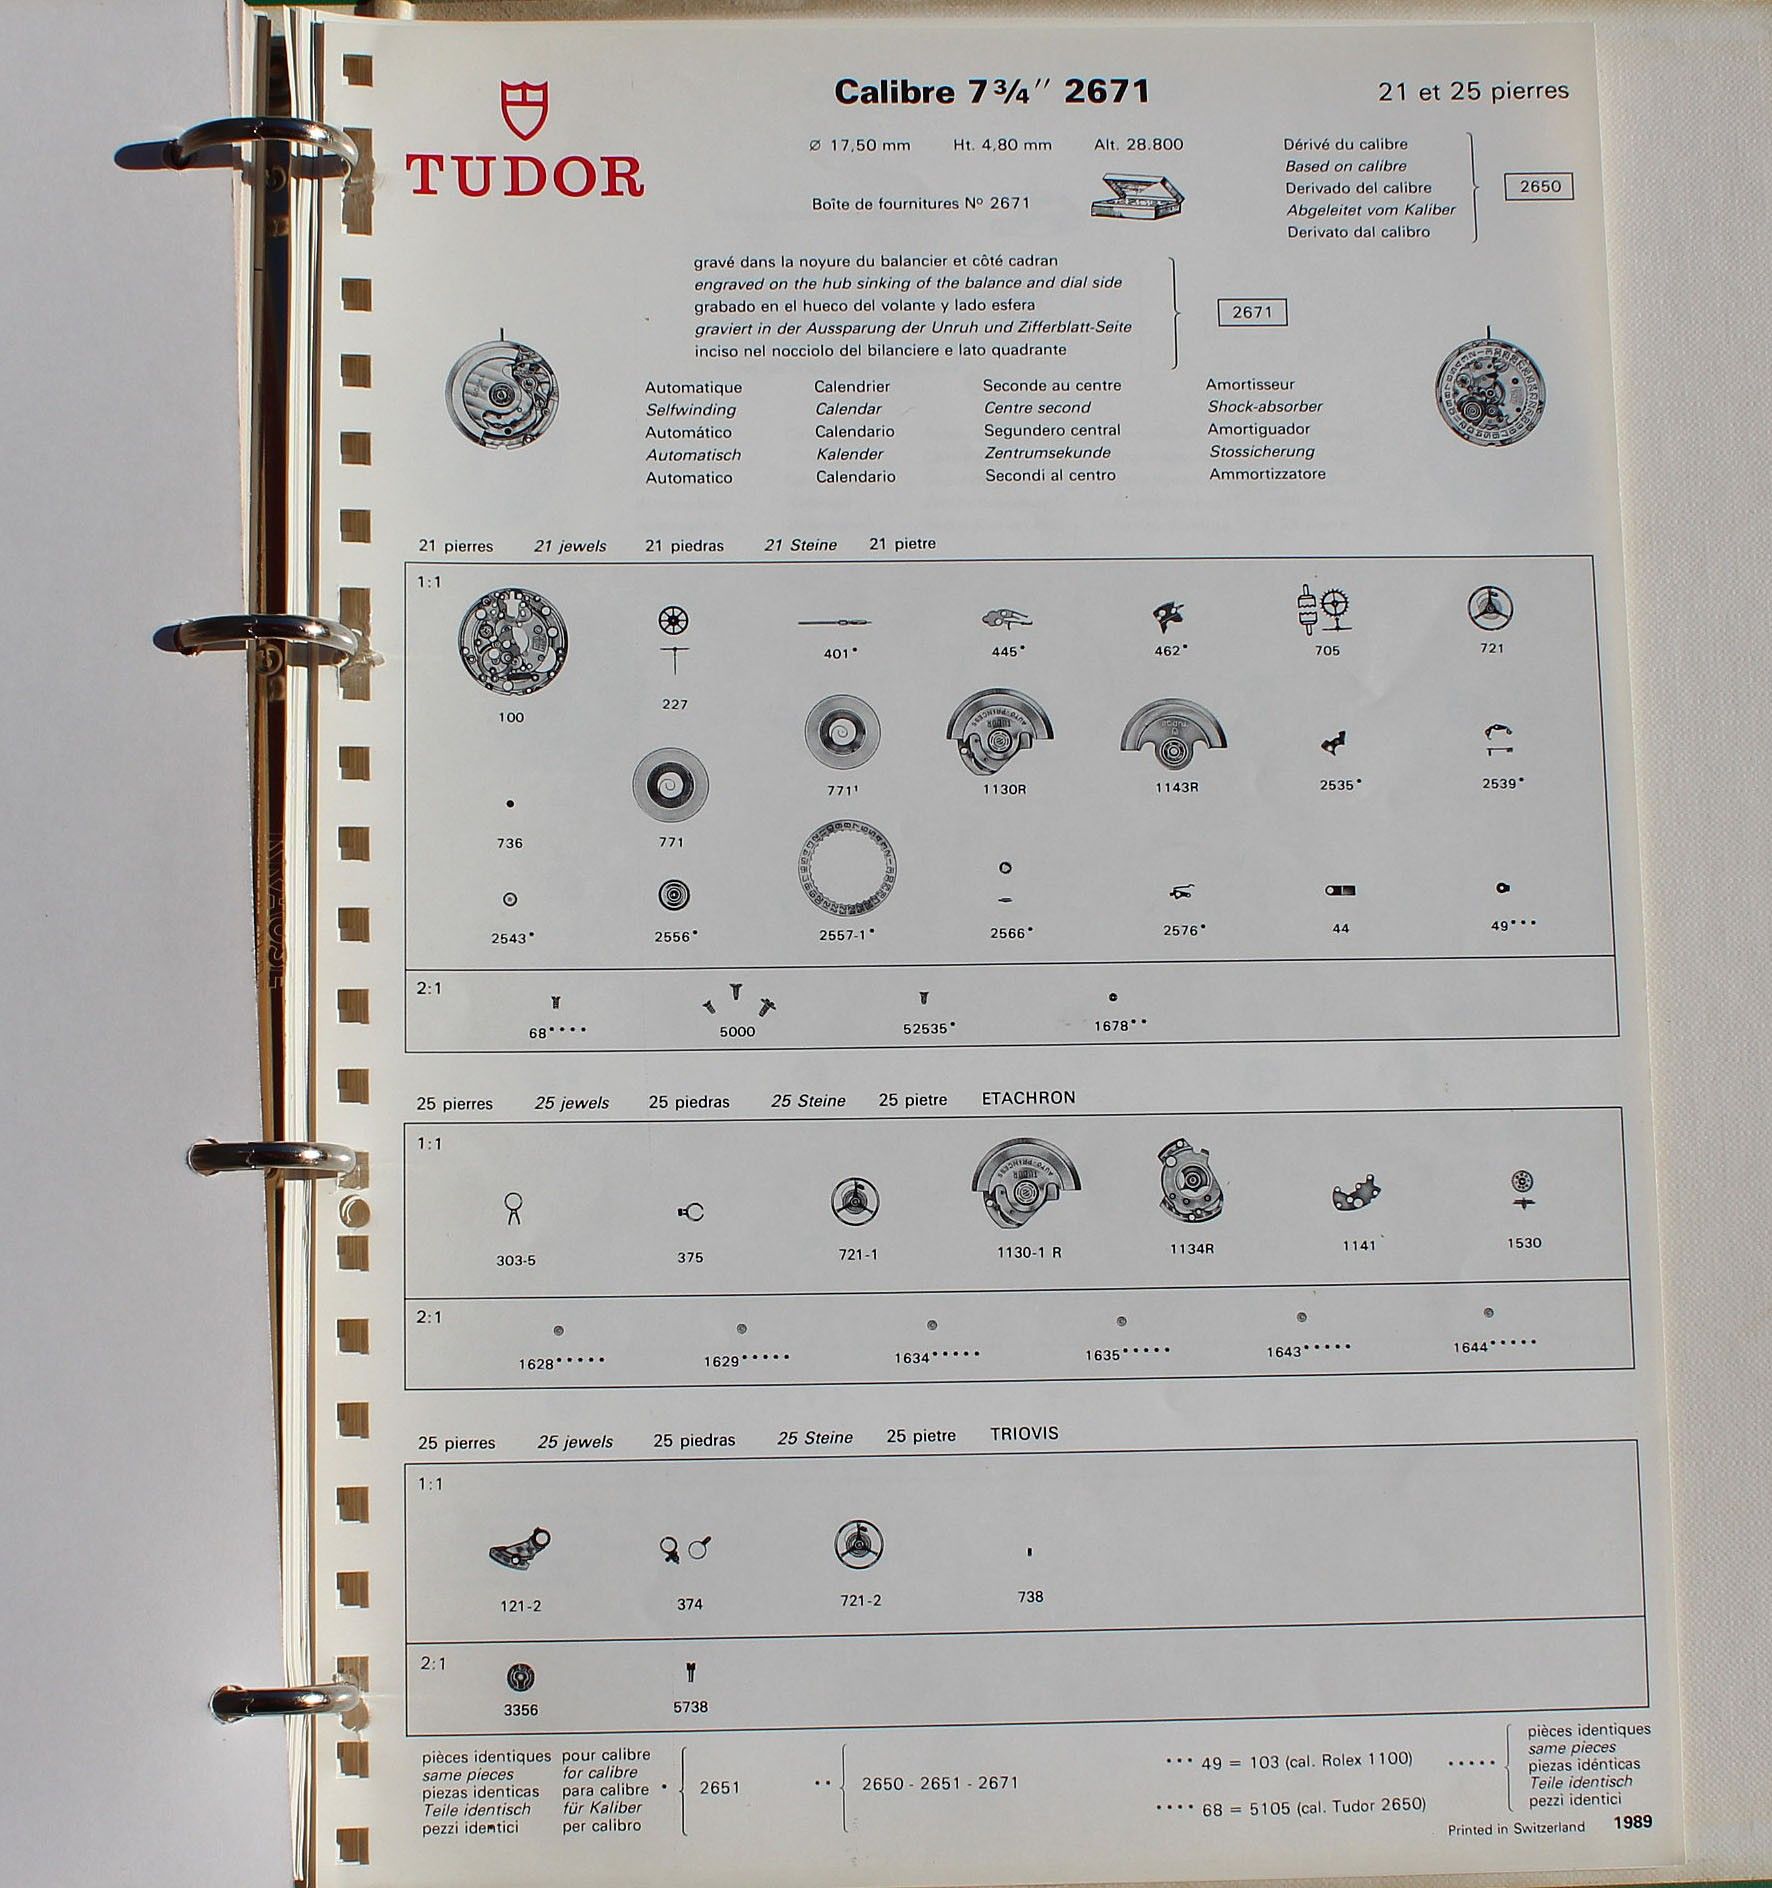 TUDOR
Calibre 7 3/4′′ 2671
21 et 25 pierres
Ø 17,50 mm Ht. 4,80 mm Alt. 28.800
Boîte de fournitures Nº 2671
Dérivé du calibre
Based on calibre
Derivado del calibre
Abgeleitet vom Kaliber
Derivato dal calibro
2650
gravé dans la noyure du balancier et côté cadran
engraved on the hub sinking of the balance and dial side
grabado en el hueco del volante y lado esfera
graviert in der Aussparung der Unruh und Zifferblatt-Seite
inciso nel nocciolo del bilanciere e lato quadrante
2671
Automatique Calendrier Seconde au centre Amortisseur
Selfwinding Calendar Centre second Shock-absorber
Automático Calendario Segundero central Amortiguador
Automatisch Kalender Zentrumsekunde Stossicherung
Automatico Calendario Secondi al centro Ammortizzatore
21 pierres 21 jewels 21 piedras 21 Steine 21 pietre
1:1
401• 445• 462• 705 721
100 227
AUTO-PRINCESS TUDOR
TUDOR
771¹ 1130R 1143R 2535• 2539•
736 771
2543• 2556• 2557-1• 2566• 2576• 44 49•••
2:1
68•••• 5000 52535• 1678••
25 pierres 25 jewels 25 piedras 25 Steine 25 pietre ETACHRON
1:1
AUTO-PRINCESS TUDOR
303-5 375 721-1 1130-1 R 1134R 1141 1530
2:1
1628••••• 1629••••• 1634••••• 1635••••• 1643••••• 1644•••••
25 pierres 25 jewels 25 piedras 25 Steine 25 pietre TRIOVIS
1:1
121-2 374 721-2 738
2:1
3356 5738
pièces identiques pour calibre
same pieces for calibre
piezas identicas para calibre •
Teile identisch für Kaliber
pezzi identici per calibro
2651
•• 2650 - 2651 - 2671
••• 49 = 103 (cal. Rolex 1100)
•••• 68 = 5105 (cal. Tudor 2650)
•••••
pièces identiques
same pieces
piezas idénticas
Teile identisch
pezzi identici
Printed in Switzerland 1989